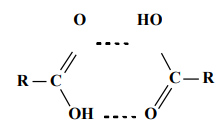 O HO
R – C C – R
OH O